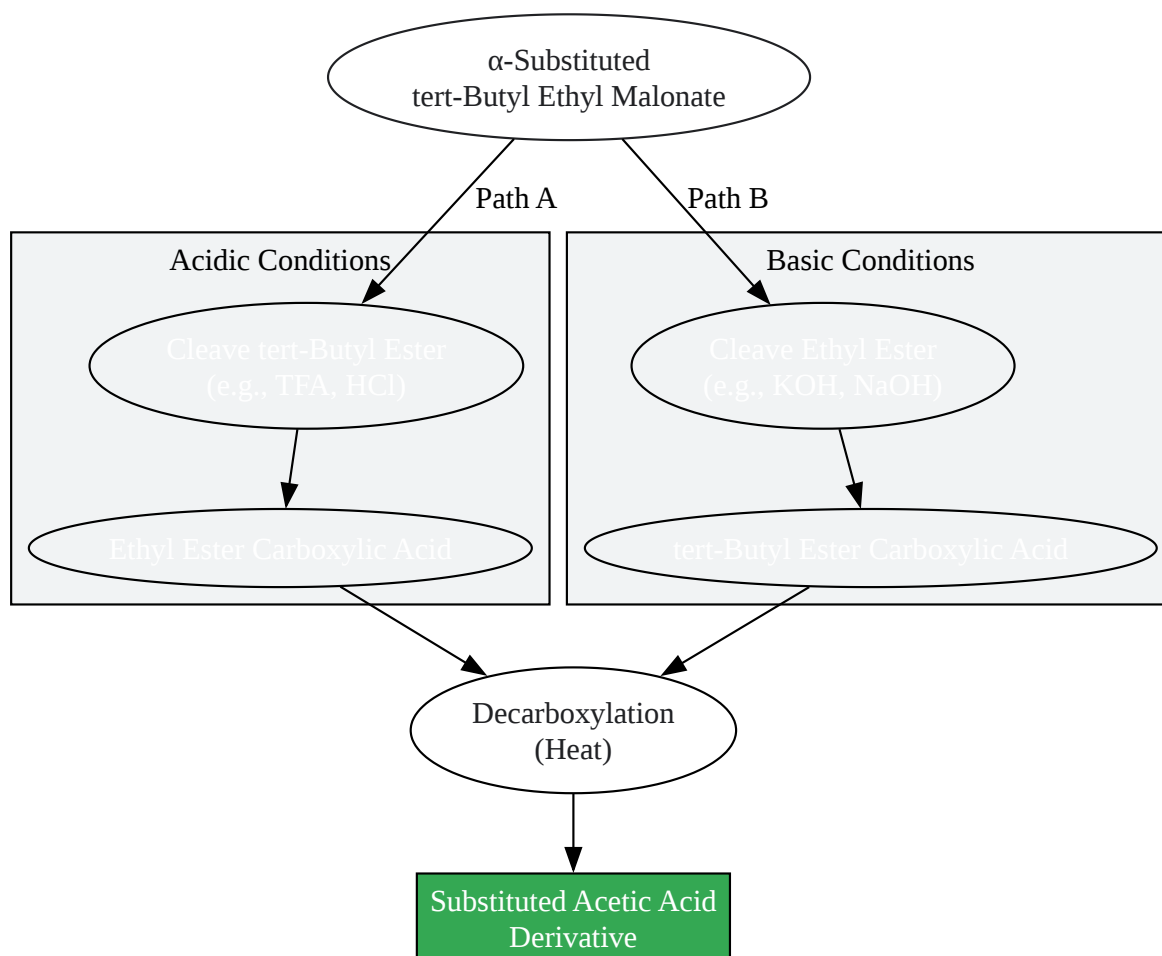 α-Substituted
tert-Butyl Ethyl Malonate
Path A
Path B
Acidic Conditions
Basic Conditions
Cleave tert-Butyl Ester
(e.g., TFA, HCl)
Cleave Ethyl Ester
(e.g., KOH, NaOH)
Ethyl Ester Carboxylic Acid
tert-Butyl Ester Carboxylic Acid
Decarboxylation
(Heat)
Substituted Acetic Acid
Derivative